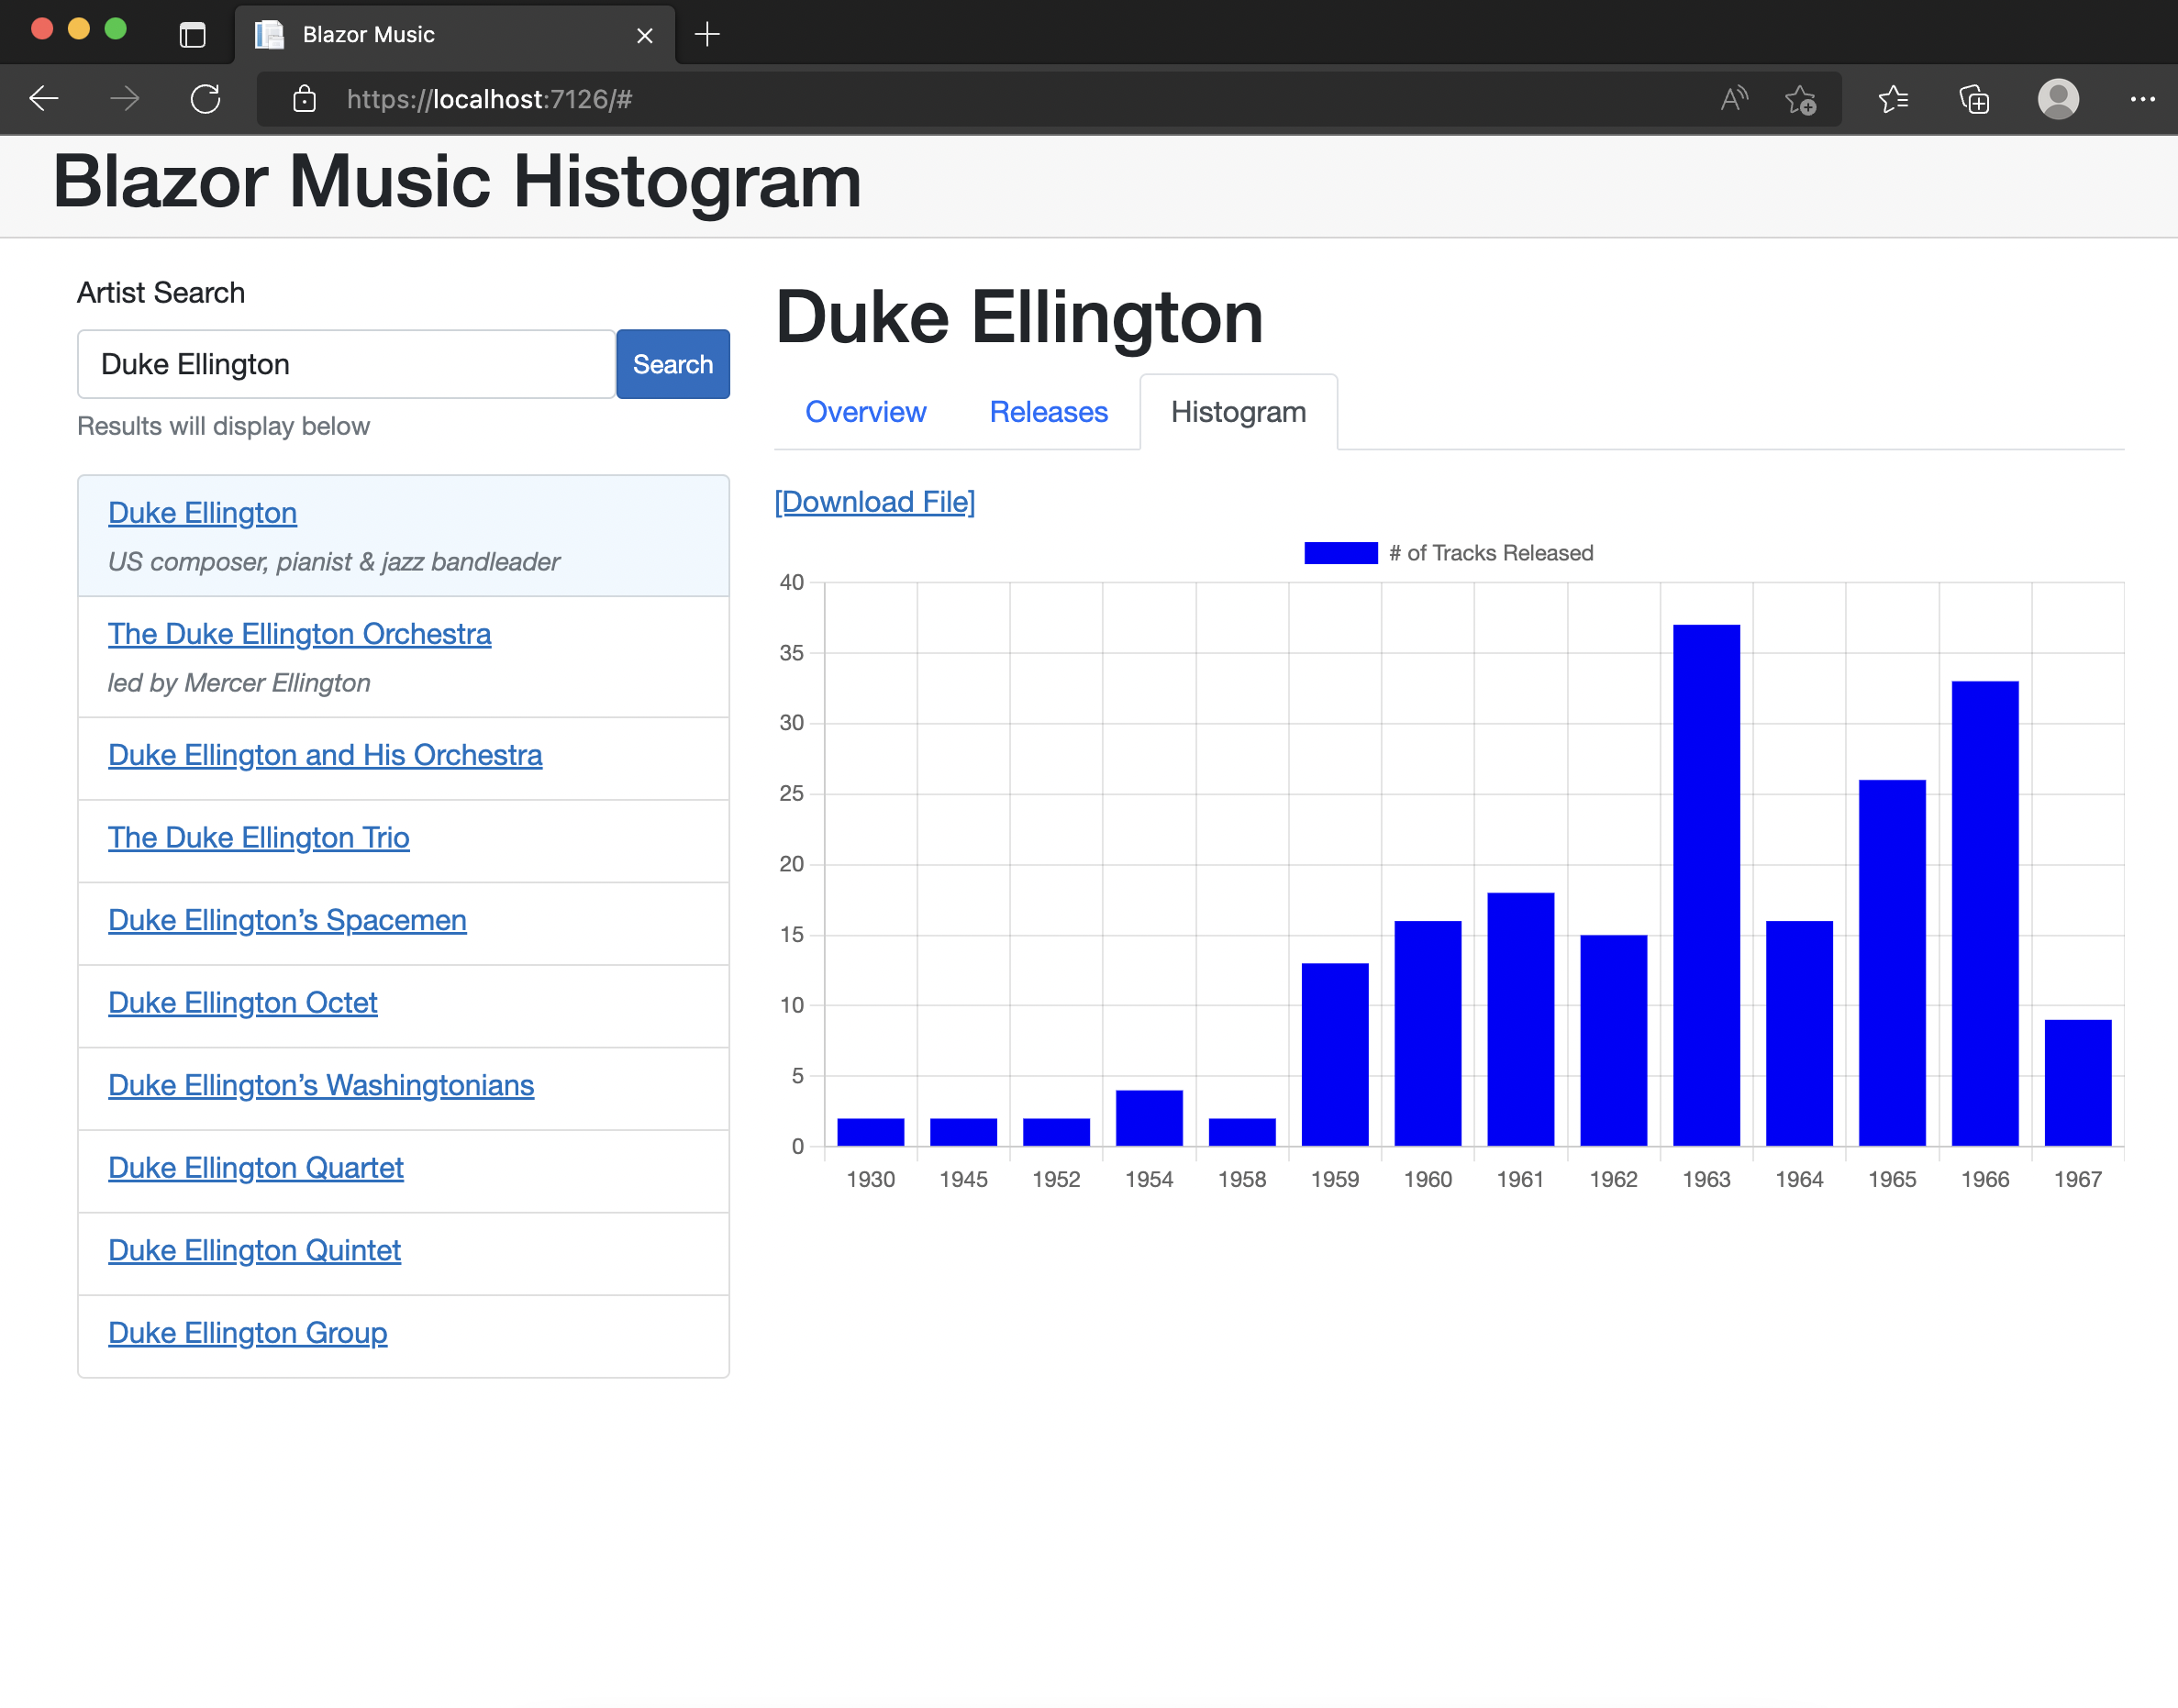 Blazor Music
https://localhost:7126/#
Blazor Music Histogram
Artist Search
Duke Ellington
Search
Results will display below
Duke Ellington
US composer, pianist & jazz bandleader
The Duke Ellington Orchestra
led by Mercer Ellington
Duke Ellington and His Orchestra
The Duke Ellington Trio
Duke Ellington’s Spacemen
Duke Ellington Octet
Duke Ellington’s Washingtonians
Duke Ellington Quartet
Duke Ellington Quintet
Duke Ellington Group
Duke Ellington
Overview Releases Histogram
[Download File]
# of Tracks Released
40
35
30
25
20
15
10
5
0
1930 1945 1952 1954 1958 1959 1960 1961 1962 1963 1964 1965 1966 1967